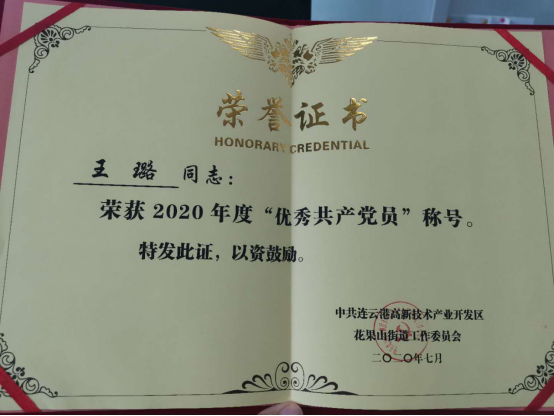 荣誉证书
HONORARY CREDENTIAL
王璐 同志：
荣获 2020 年度“优秀共产党员”称号。
特发此证，以资鼓励。
中共连云港高新技术产业开发区
花果山街道工作委员会
二〇二〇年七月